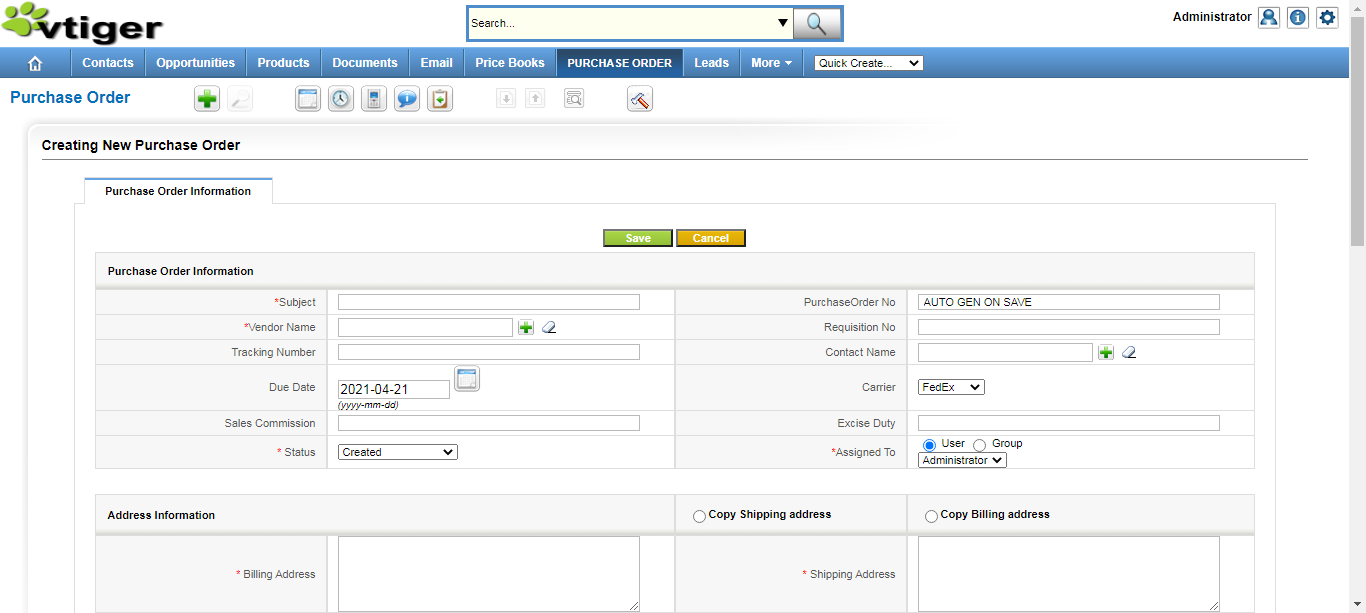 vtiger
Search...
Administrator
Contacts Opportunities Products Documents Email Price Books PURCHASE ORDER Leads More Quick Create...
Purchase Order
Creating New Purchase Order
Purchase Order Information
Save Cancel
Purchase Order Information
*Subject PurchaseOrder No AUTO GEN ON SAVE
*Vendor Name Requisition No
Tracking Number Contact Name
Due Date 2021-04-21 Carrier FedEx
(yyyy-mm-dd)
Sales Commission Excise Duty
* Status Created *Assigned To User Group
Administrator
Address Information Copy Shipping address Copy Billing address
* Billing Address * Shipping Address